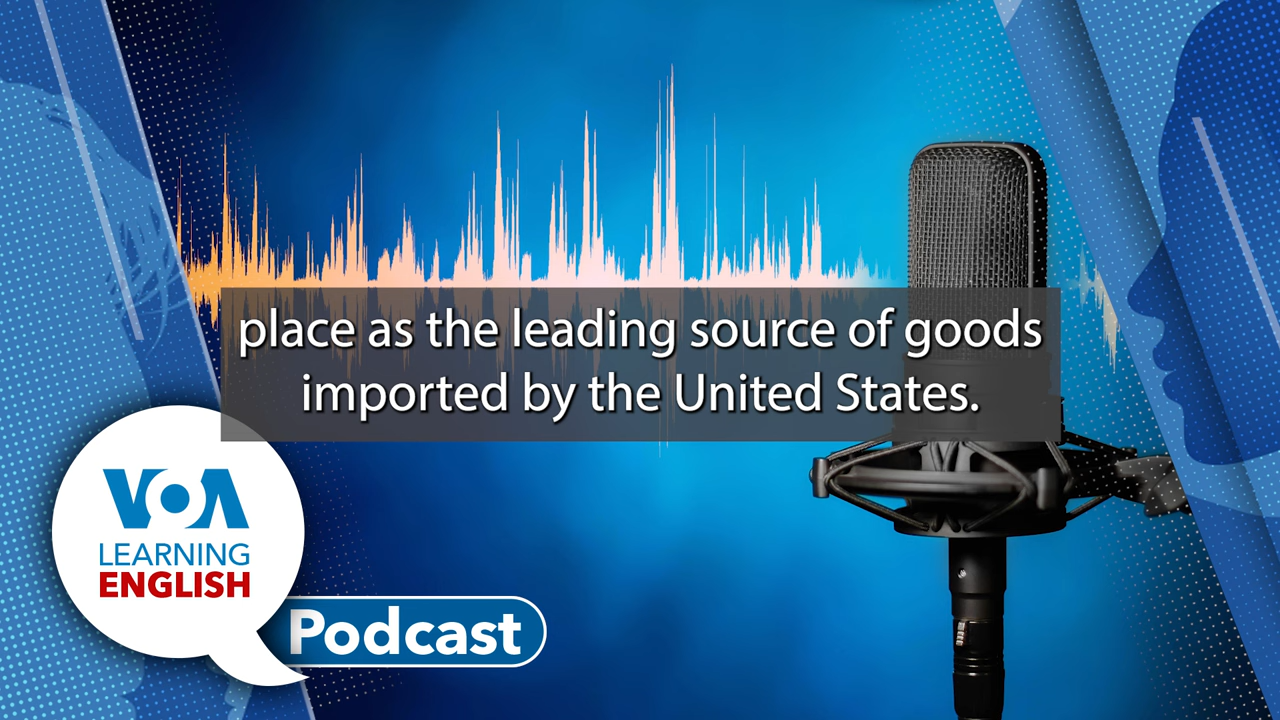 place as the leading source of goods
imported by the United States.
VOA
LEARNING
ENGLISH
Podcast